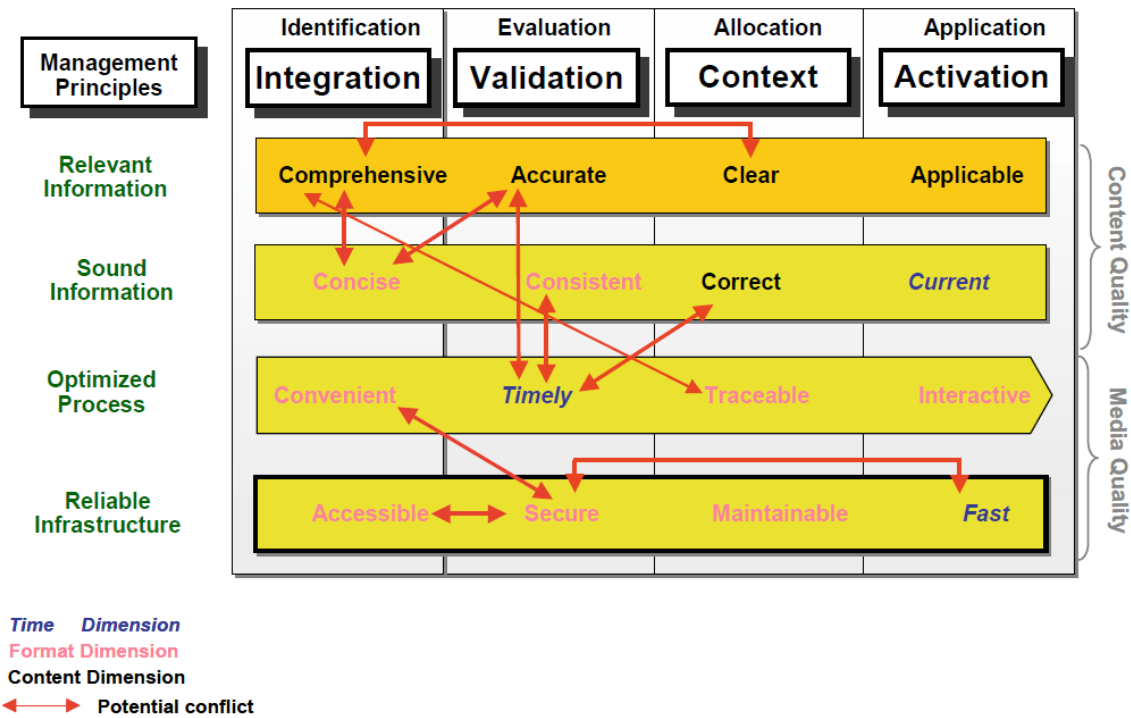 Identification Evaluation Allocation Application
Management
Principles
Integration Validation Context Activation
Relevant
Information
Comprehensive Accurate Clear Applicable
Sound
Information
Concise Consistent Correct Current
Content Quality
Optimized
Process
Convenient Timely Traceable Interactive
Reliable
Infrastructure
Accessible Secure Maintainable Fast
Media Quality
Time Dimension
Format Dimension
Content Dimension
Potential conflict